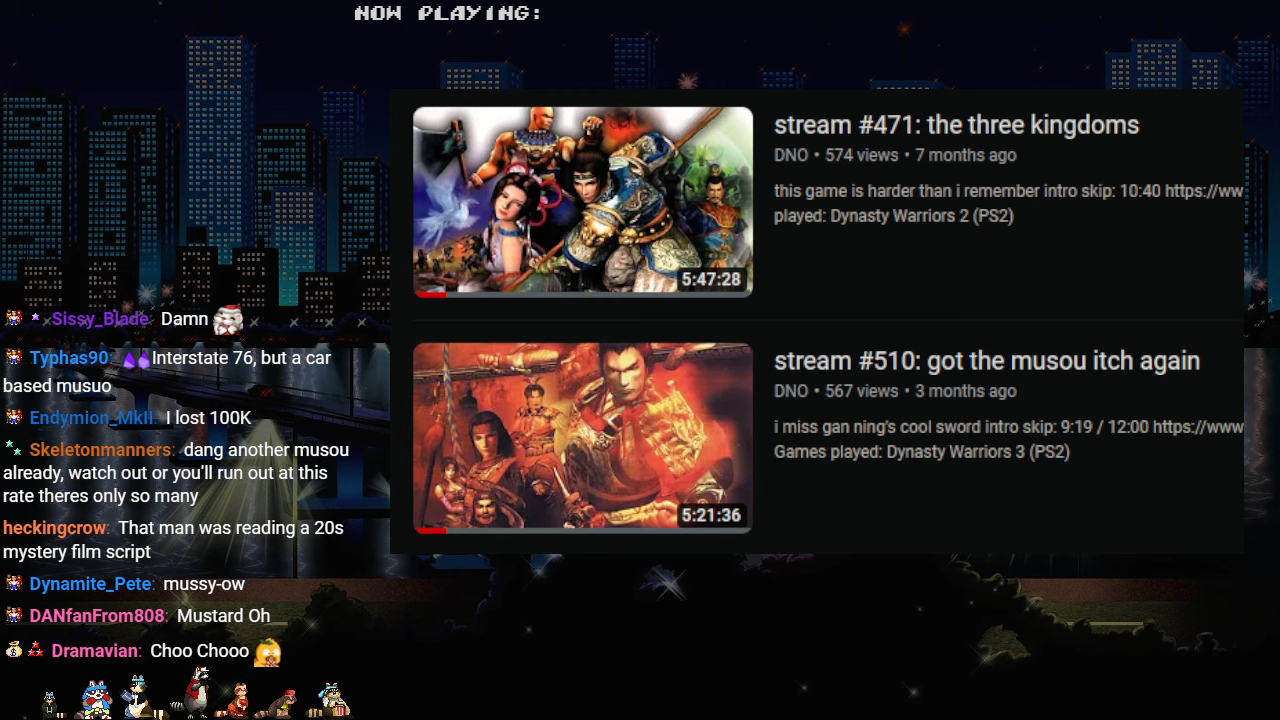 NOW PLAYING:
stream #471: the three kingdoms
DNO • 574 views • 7 months ago
this game is harder than i remember intro skip: 10:40 https://ww
played: Dynasty Warriors 2 (PS2)
5:47:28
stream #510: got the musou itch again
DNO • 567 views • 3 months ago
i miss gan ning's cool sword intro skip: 9:19 / 12:00 https://www
Games played: Dynasty Warriors 3 (PS2)
5:21:36
Sissy_Blade: Damn
Typhas90: Interstate 76, but a car
based musuo
Endymion_MkII: I lost 100K
Skeletonmanners: dang another musou
already, watch out or you'll run out at this
rate theres only so many
heckingcrow: That man was reading a 20s
mystery film script
Dynamite_Pete: mussy-ow
DANfanFrom808: Mustard Oh
Dramavian: Choo Chooo